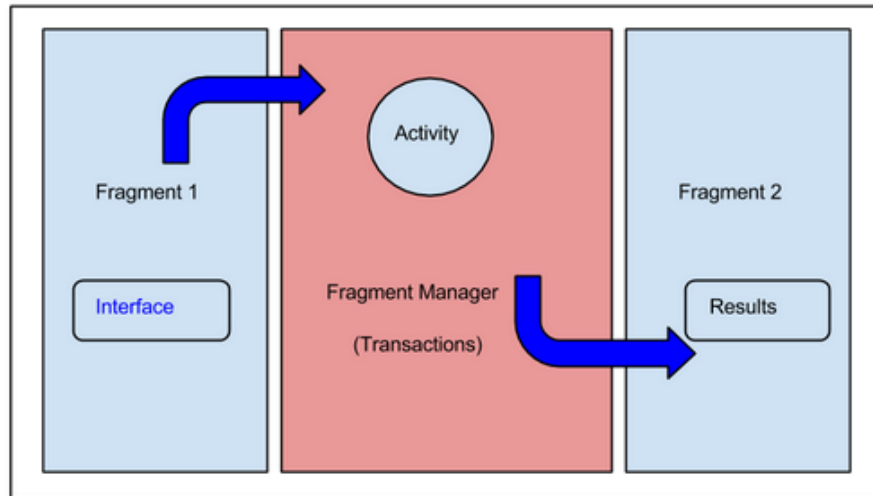 Fragment 1
Interface
Activity
Fragment Manager
(Transactions)
Fragment 2
Results